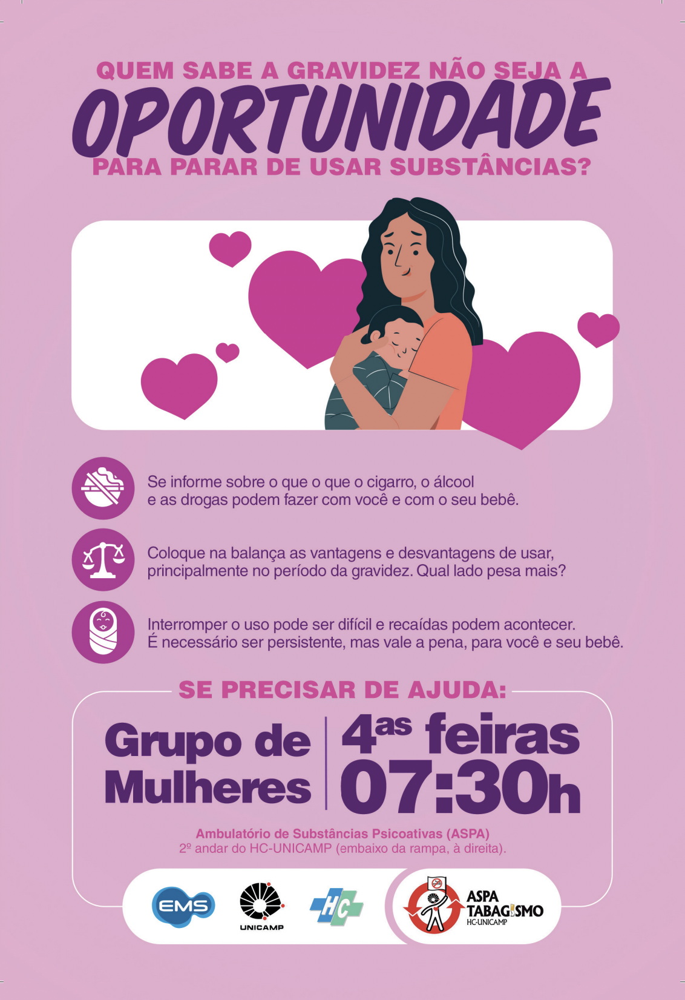 QUEM SABE A GRAVIDEZ NÃO SEJA A
OPORTUNIDADE
PARA PARAR DE USAR SUBSTÂNCIAS?
Se informe sobre o que o que o cigarro, o álcool
e as drogas podem fazer com você e com o seu bebê.
Coloque na balança as vantagens e desvantagens de usar,
principalmente no período da gravidez. Qual lado pesa mais?
Interromper o uso pode ser difícil e recaídas podem acontecer.
É necessário ser persistente, mas vale a pena, para você e seu bebê.
SE PRECISAR DE AJUDA:
Grupo de
Mulheres
4as feiras
07:30h
Ambulatório de Substâncias Psicoativas (ASPA)
2º andar do HC-UNICAMP (embaixo da rampa, à direita).
EMS
UNICAMP
HC
ASPA
TABAGISMO
HC-UNICAMP